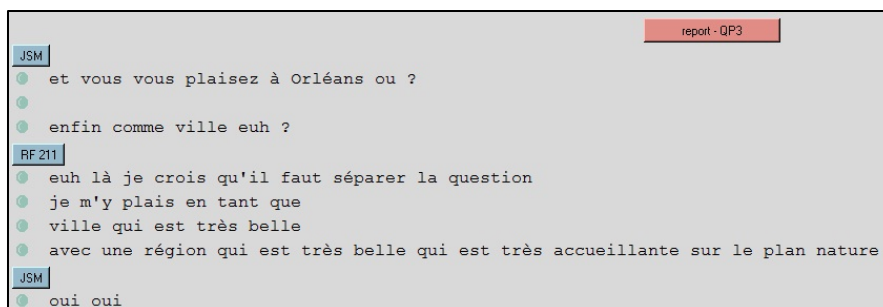 report - QP3
JSM
et vous vous plaisez à Orléans ou ?
enfin comme ville euh ?
RF 211
euh là je crois qu'il faut séparer la question
je m'y plais en tant que
ville qui est très belle
avec une région qui est très belle qui est très accueillante sur le plan nature
JSM
oui oui